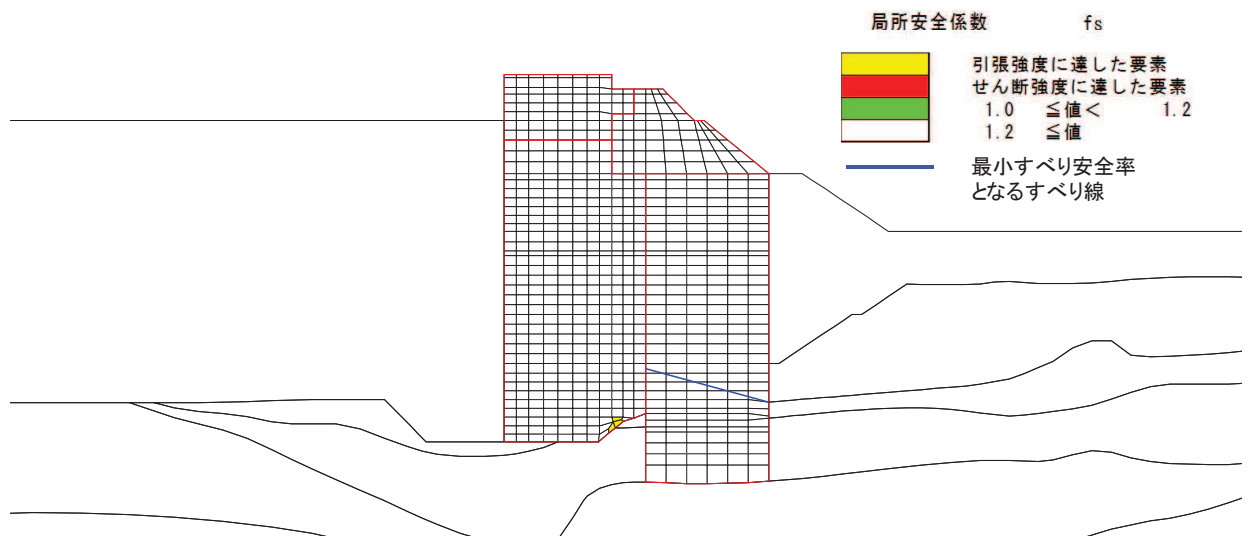 局所安全係数 fs
引張強度に達した要素
せん断強度に達した要素
1.0 ≦値< 1.2
1.2 ≦値
最小すべり安全率
となるすべり線